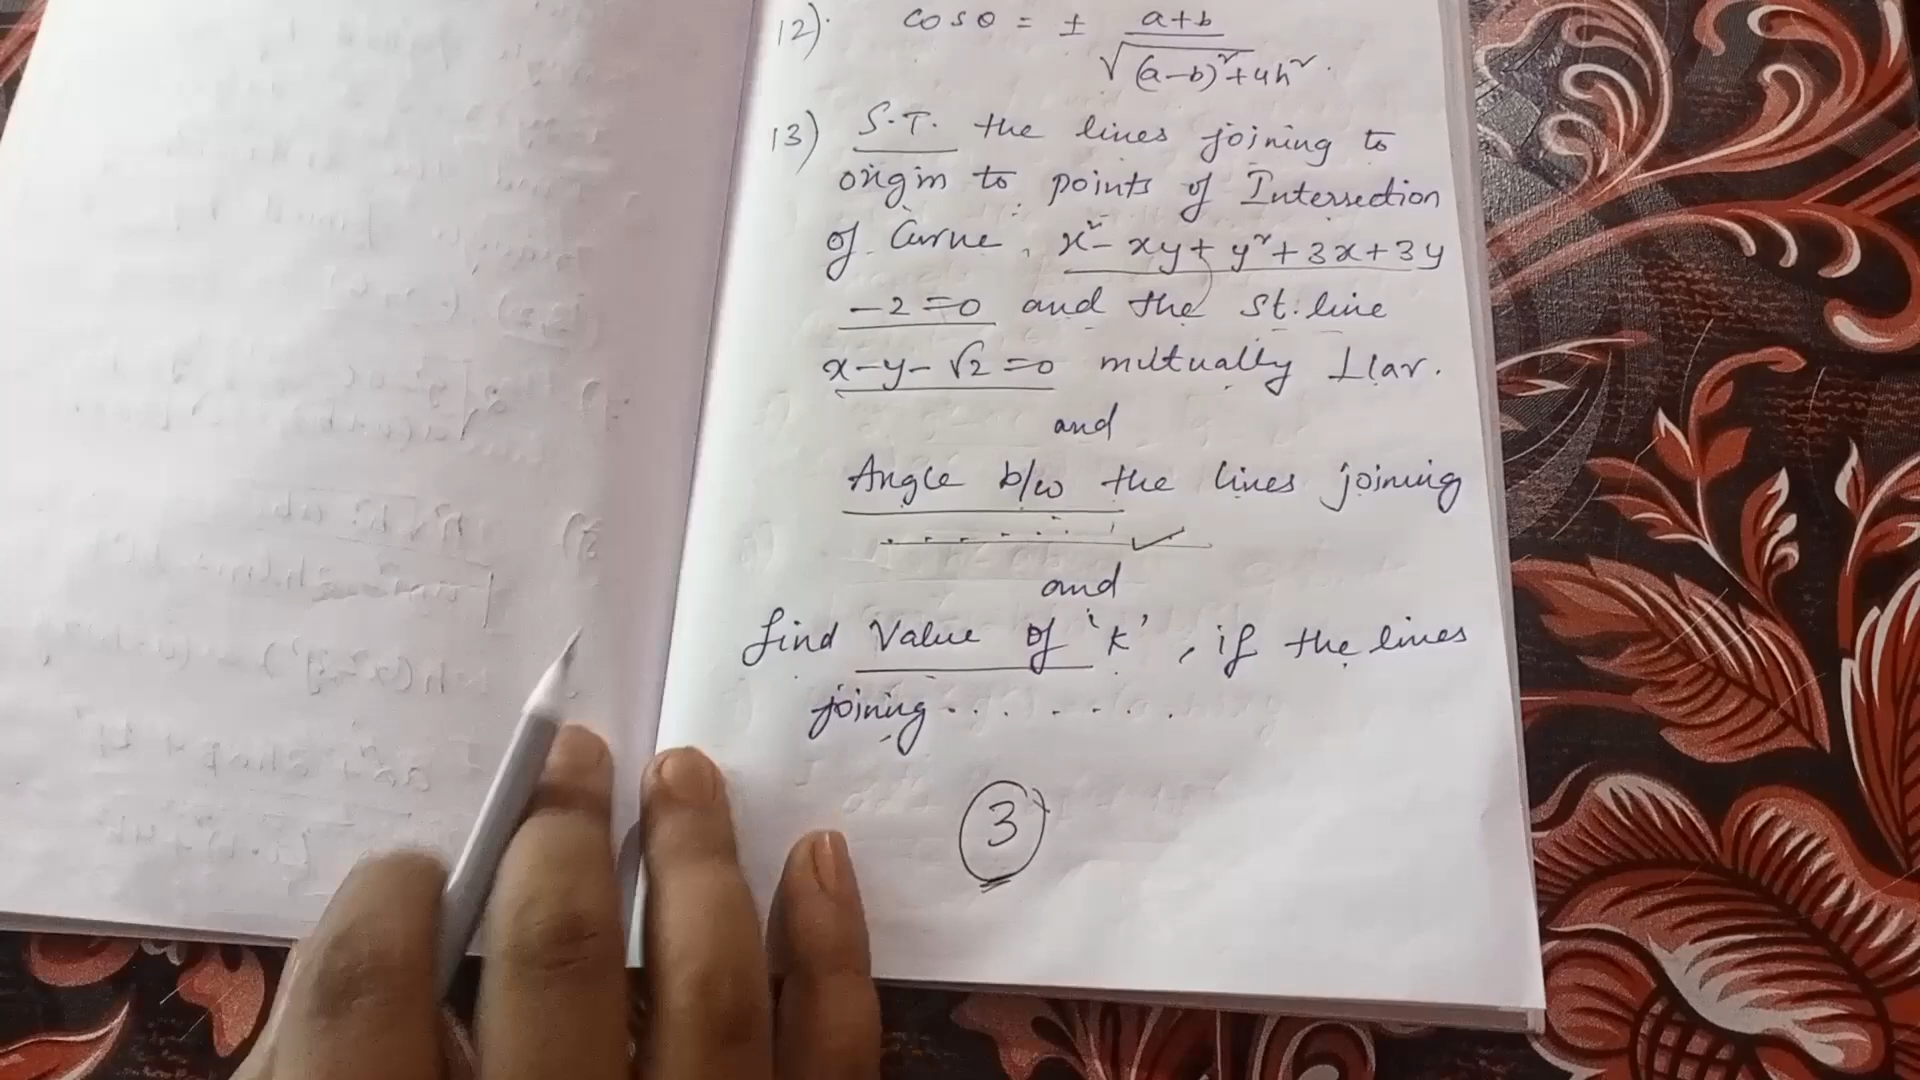 12). cos θ = ± a+b / √(a-b)²+4h².
13) S.T. the lines joining to
origin to points of Intersection
of Curve, x²- xy+ y²+3x+3y
-2=0 and the st. line
x-y-√2=0 mutually ⊥lar.
and
Angle b/w the lines joining
and
find Value of 'k', if the lines
joining . . . . . . . .
3